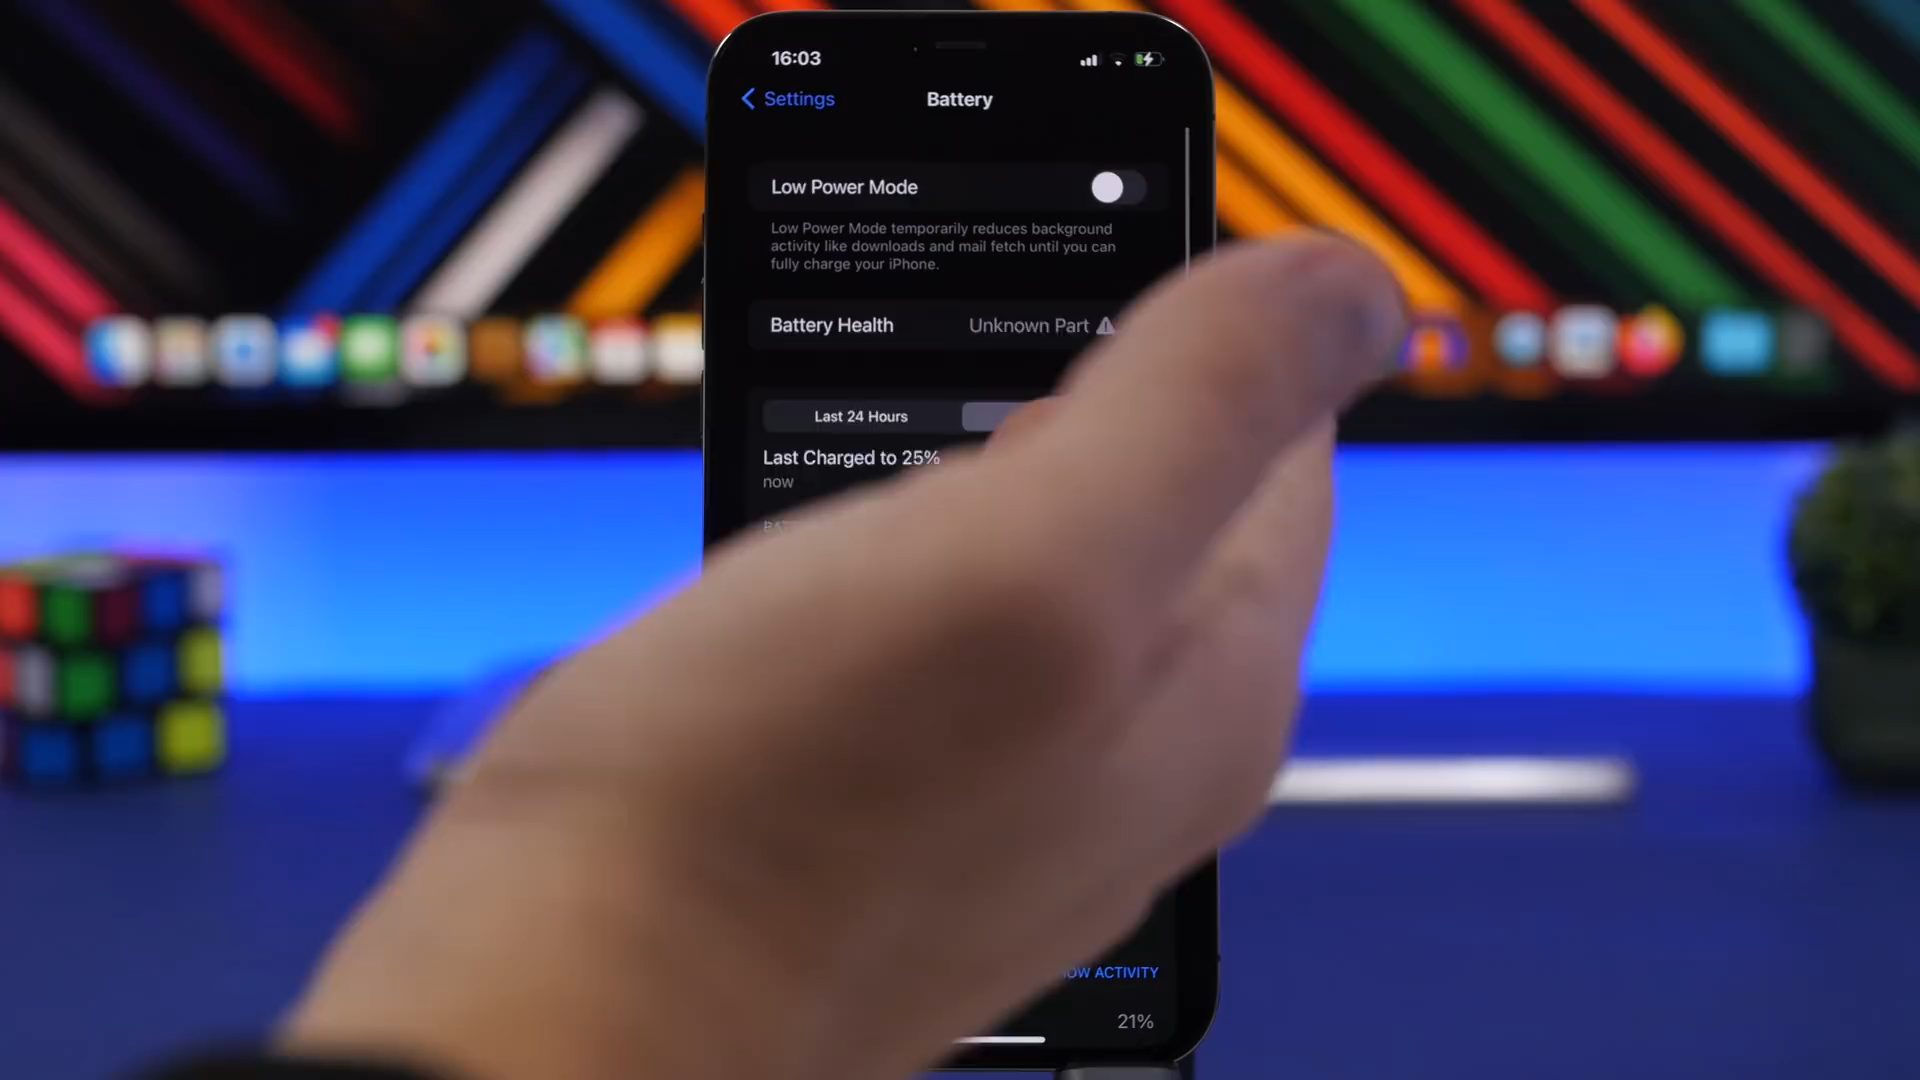 16:03
Settings
Battery
Low Power Mode
Low Power Mode temporarily reduces background
activity like downloads and mail fetch until you can
fully charge your iPhone.
Battery Health
Unknown Part
Last 24 Hours
Last Charged to 25%
now
ACTIVITY
21%